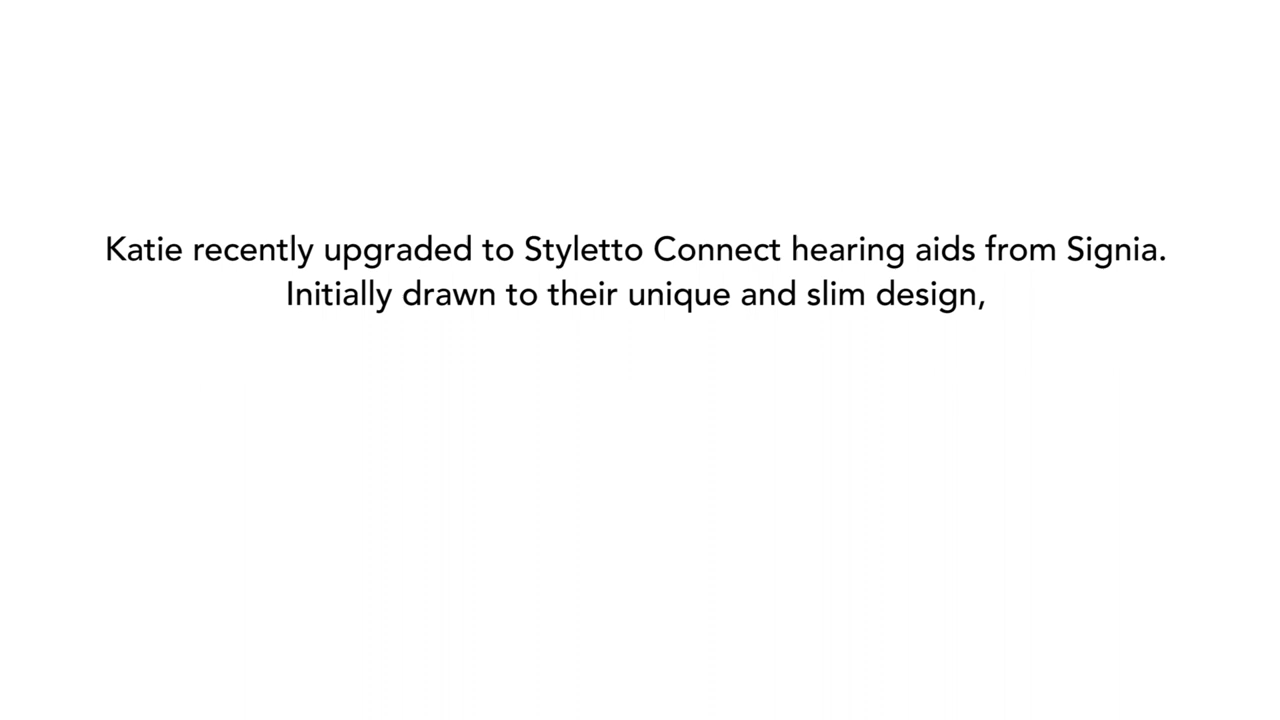 Katie recently upgraded to Styletto Connect hearing aids from Signia.
Initially drawn to their unique and slim design,